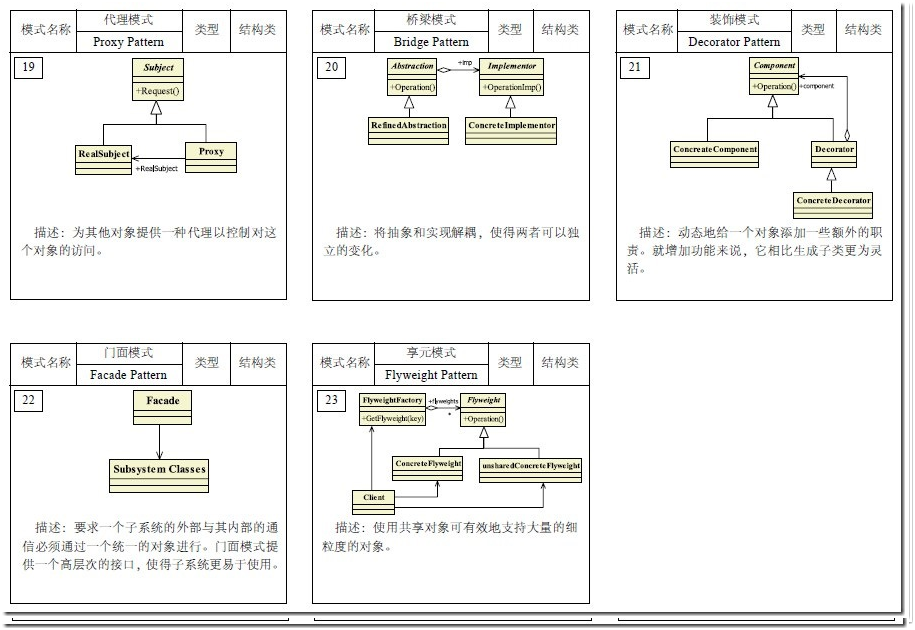 模式名称
代理模式
Proxy Pattern
类型
结构类
19
Subject
+Request()
RealSubject
Proxy
+RealSubject
描述：为其他对象提供一种代理以控制对这
个对象的访问。
模式名称
桥梁模式
Bridge Pattern
类型
结构类
20
Abstraction
+imp
Implementor
+Operation()
+OperationImp()
RefinedAbstraction
ConcreteImplementor
描述：将抽象和实现解耦，使得两者可以独
立的变化。
模式名称
装饰模式
Decorator Pattern
类型
结构类
21
Component
+Operation()
+component
ConcreateComponent
Decorator
ConcreteDecorator
描述：动态地给一个对象添加一些额外的职
责。就增加功能来说，它相比生成子类更为灵
活。
模式名称
门面模式
Facade Pattern
类型
结构类
22
Facade
Subsystem Classes
描述：要求一个子系统的外部与其内部的通
信必须通过一个统一的对象进行。门面模式提
供一个高层次的接口，使得子系统更易于使用。
模式名称
享元模式
Flyweight Pattern
类型
结构类
23
FlyweightFactory
+flyweights
Flyweight
+GetFlyweight(key)
*
+Operation()
ConcreteFlyweight
unsharedConcreteFlyweight
Client
描述：使用共享对象可有效地支持大量的细
粒度的对象。